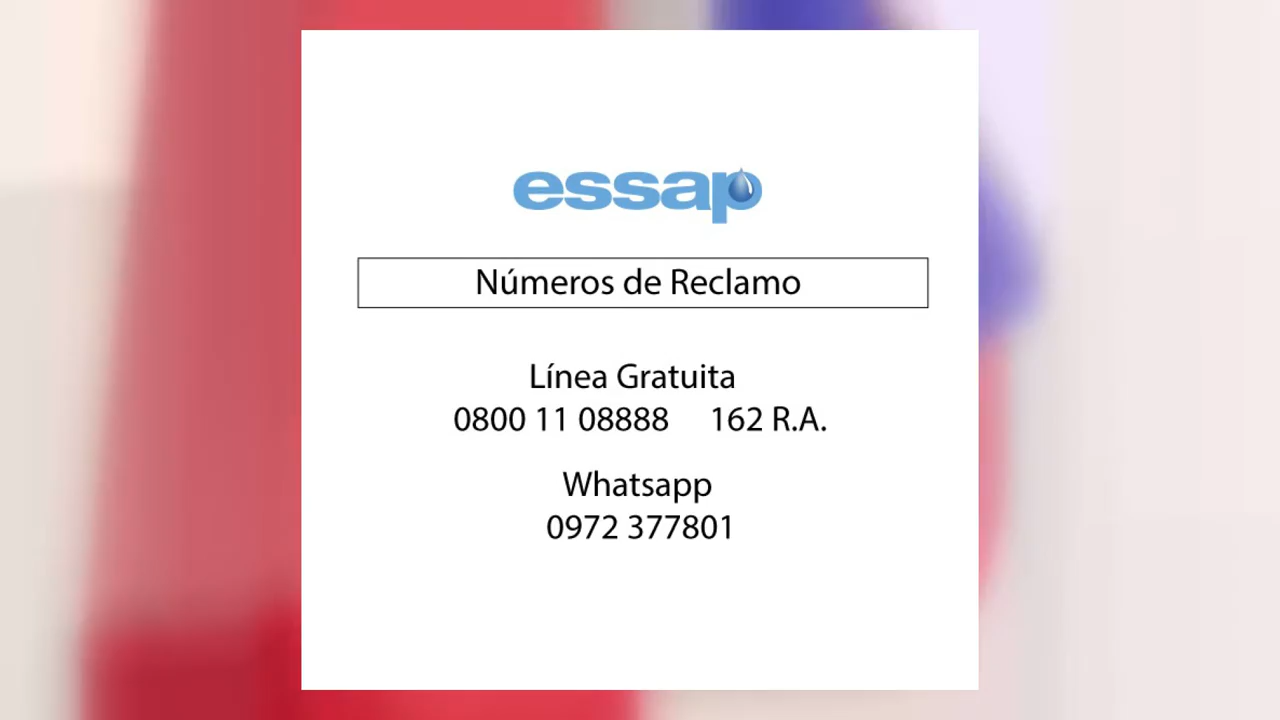 essap
Números de Reclamo
Línea Gratuita
0800 11 08888 162 R.A.
Whatsapp
0972 377801